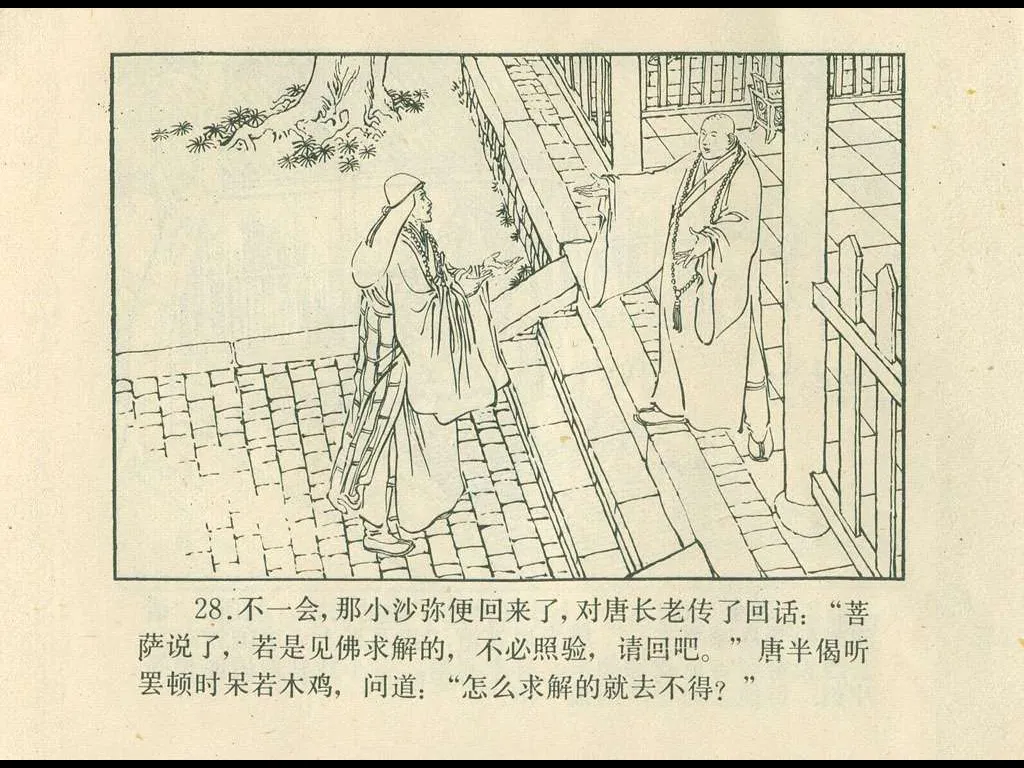 28.不一会,那小沙弥便回来了,对唐长老传了回话：“菩
萨说了，若是见佛求解的，不必照验，请回吧。”唐半偈听
罢顿时呆若木鸡，问道：“怎么求解的就去不得？”